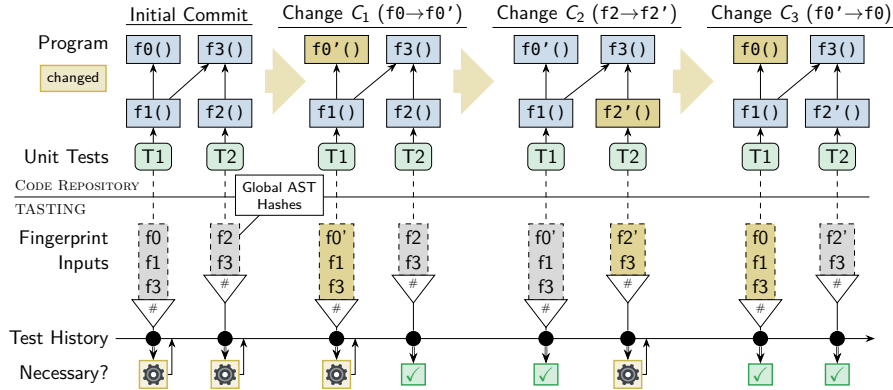 Initial Commit
Change C1 (f0→f0')
Change C2 (f2→f2')
Change C3 (f0'→f0)
Program
f0() f3() f0'() f3() f0'() f3() f0() f3()
changed
f1() f2() f1() f2() f1() f2'() f1() f2'()
Unit Tests
T1 T2 T1 T2 T1 T2 T1 T2
CODE REPOSITORY
TASTING
Global AST
Hashes
Fingerprint
Inputs
f0 f2 f0' f2 f0' f2' f0 f2'
f1 f3 f1 f3 f1 f3 f1 f3
f3 # f3 # f3 # f3 #
# # # #
Test History
Necessary?
✓ ✓ ✓ ✓